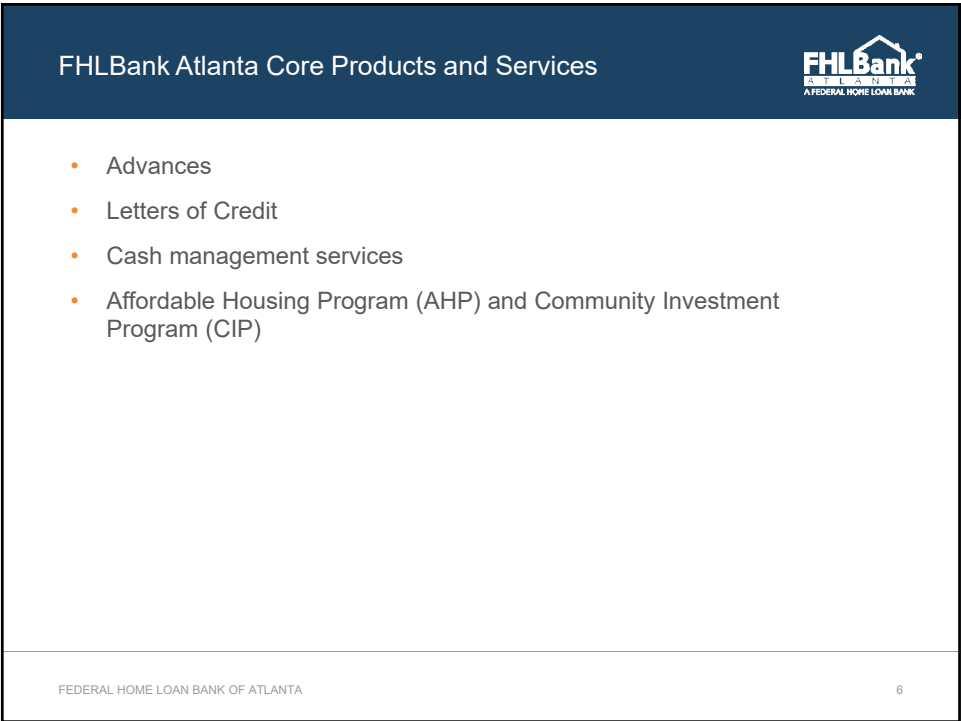 FHLBank Atlanta Core Products and Services
FHLBank®
ATLANTA
A FEDERAL HOME LOAN BANK
• Advances
• Letters of Credit
• Cash management services
• Affordable Housing Program (AHP) and Community Investment
Program (CIP)
FEDERAL HOME LOAN BANK OF ATLANTA 6